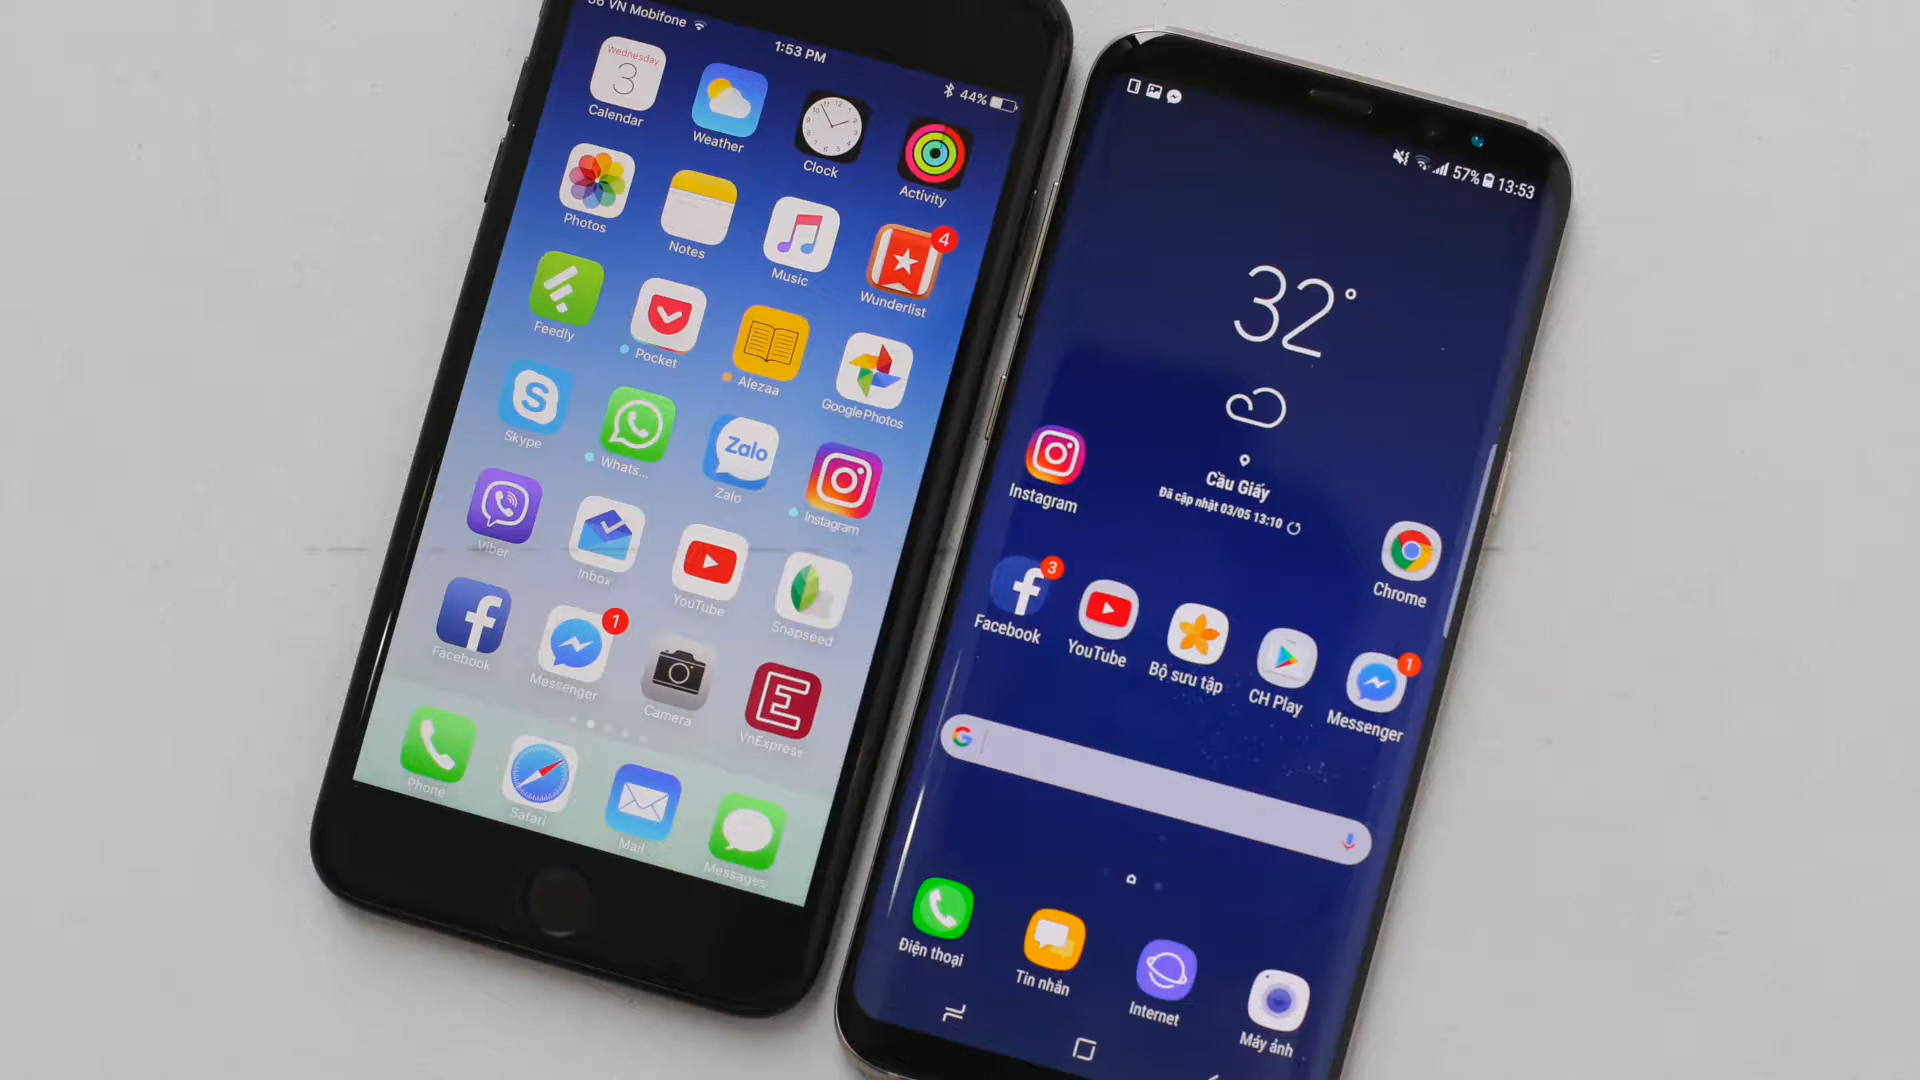 VN Mobifone
1:53 PM
44%
Wednesday
3
Calendar
Weather
Clock
Activity
Photos
Notes
Music
4
Wunderlist
Feedly
Pocket
Alezaa
Google Photos
S
Skype
Whats...
Zalo
Zalo
Instagram
Viber
Inbox
YouTube
Snapseed
f
Facebook
1
Messenger
Camera
E
VnExpress
Phone
Safari
Mail
Messages
57% 13:53
32°
Cầu Giấy
Đã cập nhật 03/05 13:10
Instagram
Chrome
f
3
Facebook
YouTube
Bộ sưu tập
CH Play
1
Messenger
G
Điện thoại
Tin nhắn
Internet
Máy ảnh